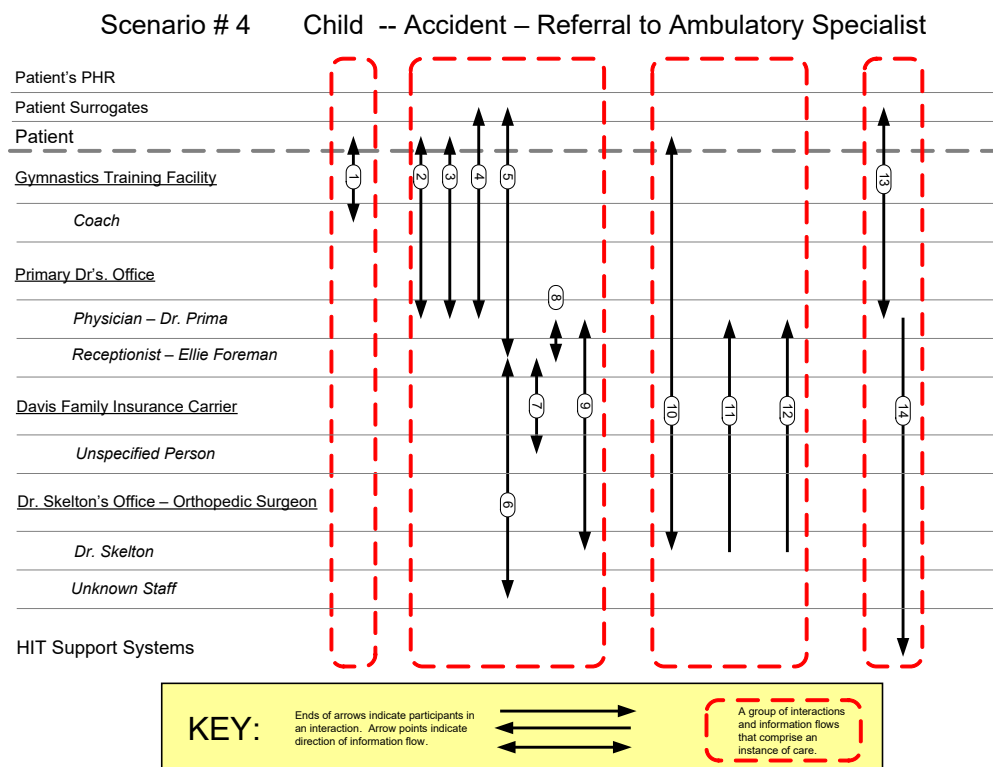 Scenario # 4 Child -- Accident – Referral to Ambulatory Specialist
Patient's PHR
Patient Surrogates
Patient
Gymnastics Training Facility
1
2
3
4
5
13
Coach
Primary Dr's. Office
8
Physician – Dr. Prima
Receptionist – Ellie Foreman
Davis Family Insurance Carrier
7
9
10
11
12
14
Unspecified Person
Dr. Skelton's Office – Orthopedic Surgeon
6
Dr. Skelton
Unknown Staff
HIT Support Systems
KEY:
Ends of arrows indicate participants in
an interaction. Arrow points indicate
direction of information flow.
A group of interactions
and information flows
that comprise an
instance of care.